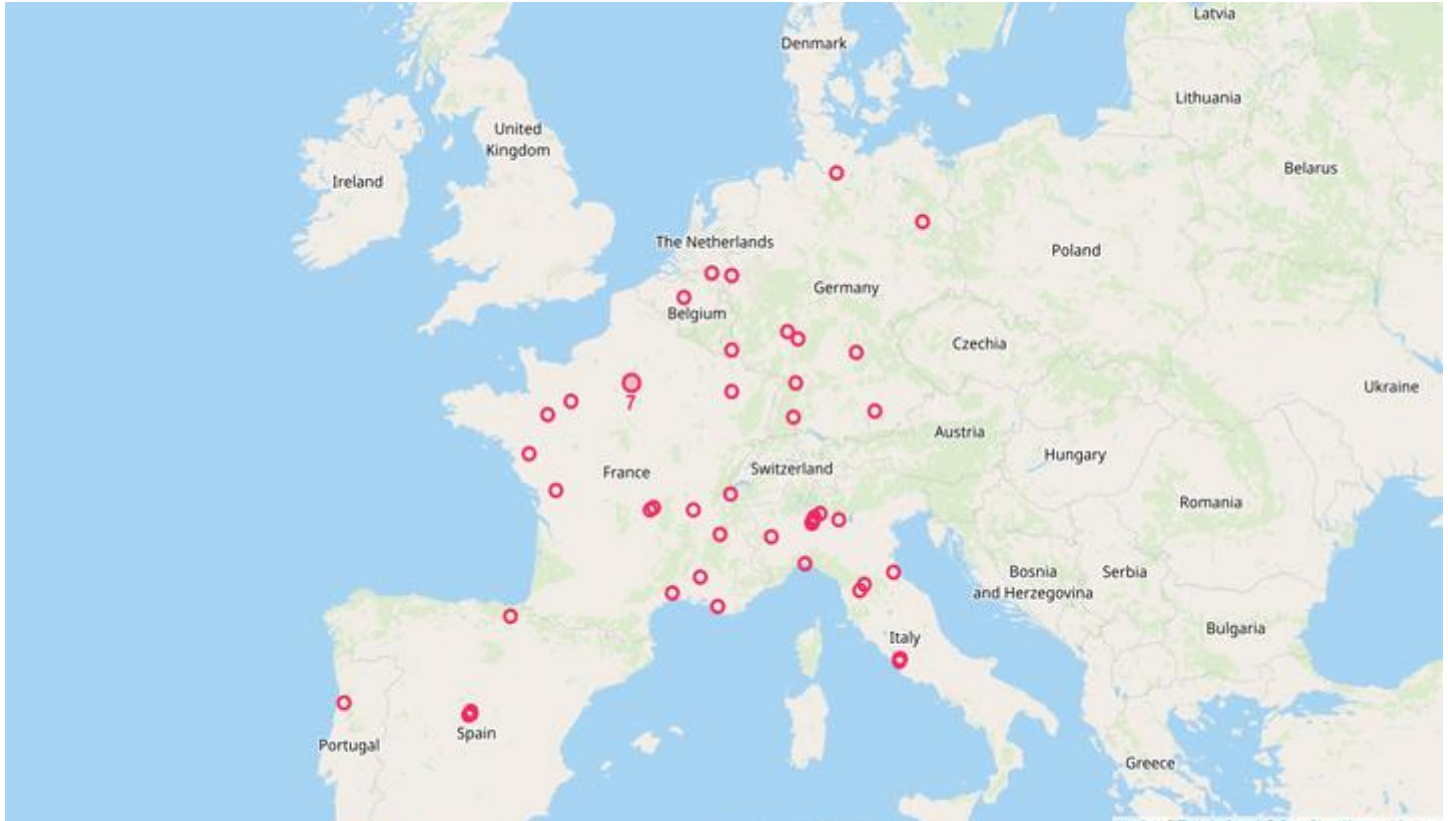 Latvia
Denmark
Lithuania
United
Kingdom
Belarus
Ireland
The Netherlands
Poland
Germany
Belgium
Czechia
Ukraine
7
Austria
Hungary
France
Switzerland
Romania
Bosnia
and Herzegovina
Serbia
Bulgaria
Italy
Spain
Portugal
Greece